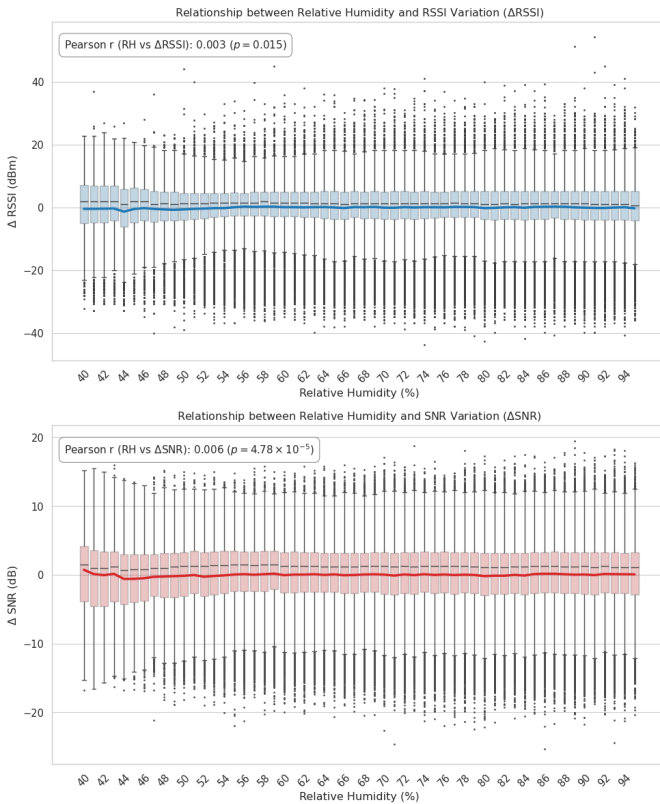 Relationship between Relative Humidity and RSSI Variation (ΔRSSI)
Pearson r (RH vs ΔRSSI): 0.003 (p = 0.015)
Δ RSSI (dBm)
40
20
0
−20
−40
40 42 44 46 48 50 52 54 56 58 60 62 64 66 68 70 72 74 76 78 80 82 84 86 88 90 92 94
Relative Humidity (%)
Relationship between Relative Humidity and SNR Variation (ΔSNR)
Pearson r (RH vs ΔSNR): 0.006 (p = 4.78 × 10⁻⁵)
Δ SNR (dB)
20
10
0
−10
−20
40 42 44 46 48 50 52 54 56 58 60 62 64 66 68 70 72 74 76 78 80 82 84 86 88 90 92 94
Relative Humidity (%)